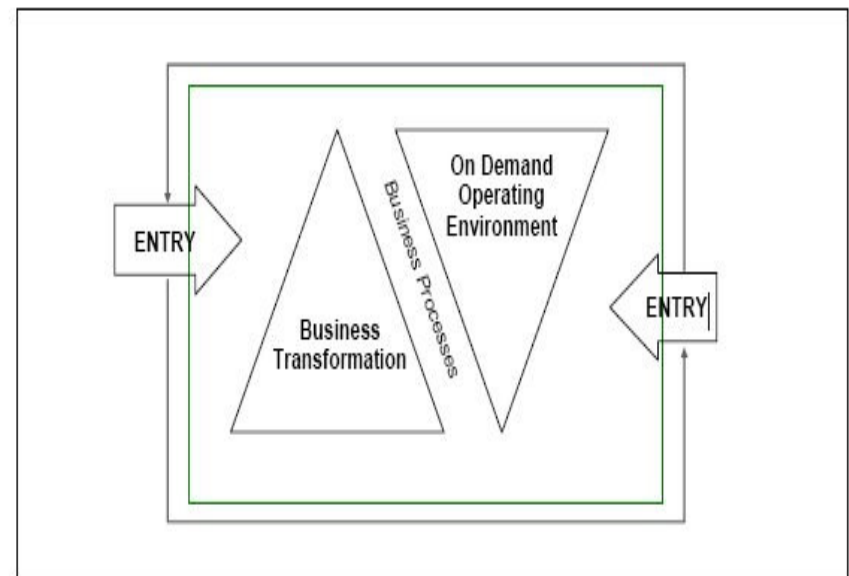 ENTRY
Business
Transformation
Business Processes
On Demand
Operating
Environment
ENTRY